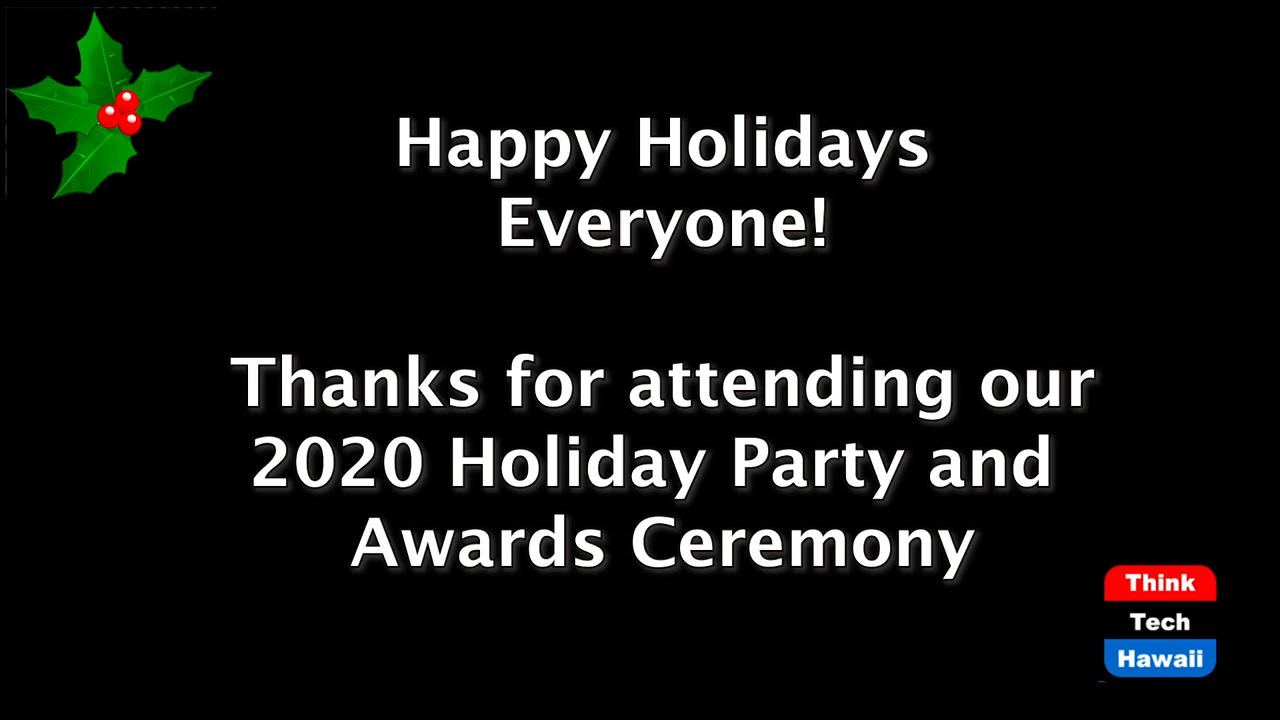 Happy Holidays
Everyone!
Thanks for attending our
2020 Holiday Party and
Awards Ceremony
Think
Tech
Hawaii